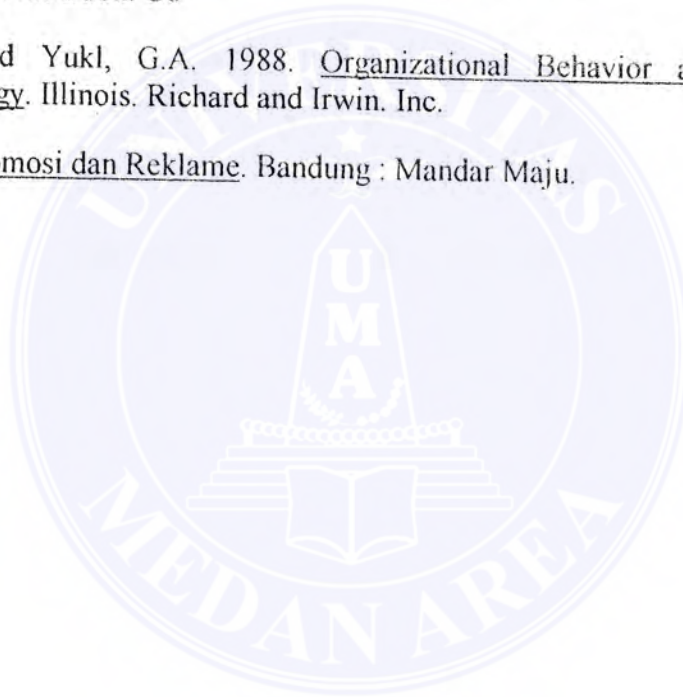 d Yukl, G.A. 1988. Organizational Behavior a
gy. Illinois. Richard and Irwin. Inc.
omosi dan Reklame. Bandung : Mandar Maju.
UNIVERSITAS
UMA
MEDAN AREA